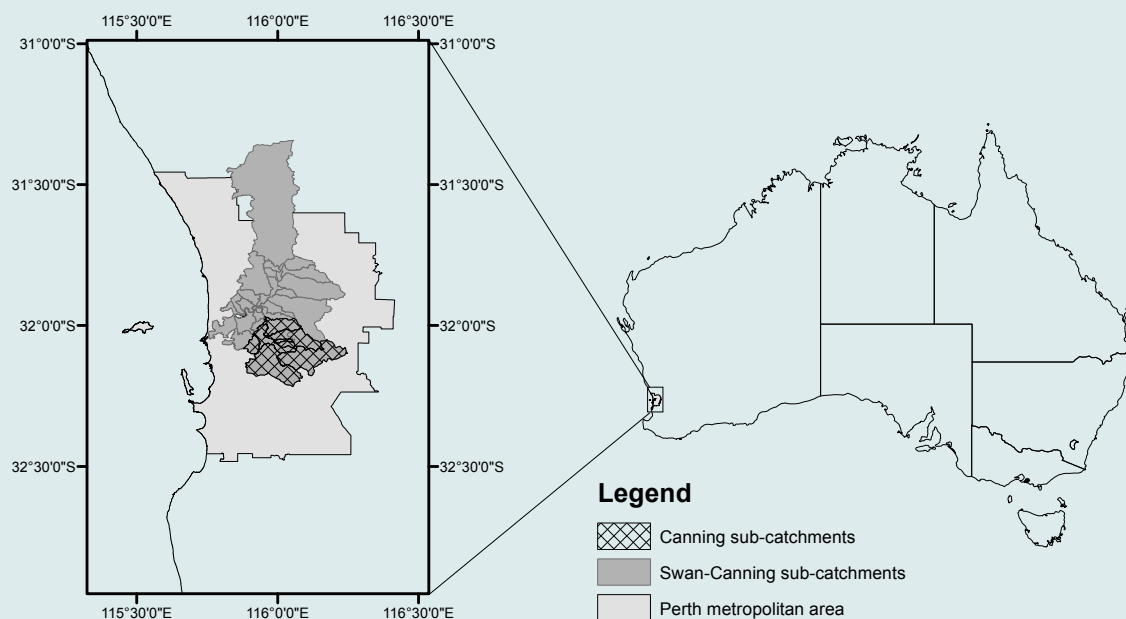 115°30'0"E 116°0'0"E 116°30'0"E
31°0'0"S 31°0'0"S
31°30'0"S 31°30'0"S
32°0'0"S 32°0'0"S
32°30'0"S 32°30'0"S
115°30'0"E 116°0'0"E 116°30'0"E
Legend
Canning sub-catchments
Swan-Canning sub-catchments
Perth metropolitan area